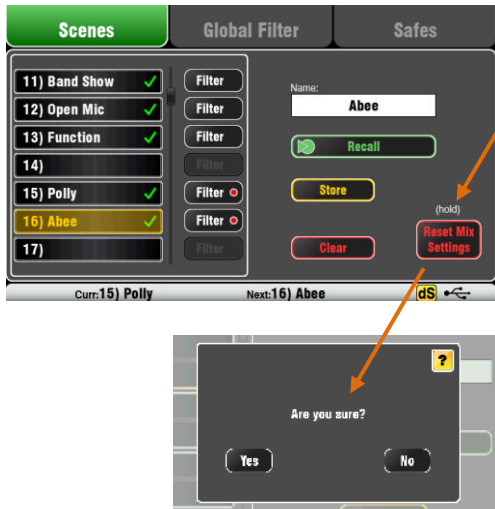 Scenes Global Filter Safes
11) Band Show Filter
12) Open Mic Filter
13) Function Filter
14) Filter
15) Polly Filter
16) Abee Filter
17) Filter
Name:
Abee
Recall
Store
Clear
(hold)
Reset Mix
Settings
Curr:15) Polly Next:16) Abee dS
?
Are you sure?
Yes No